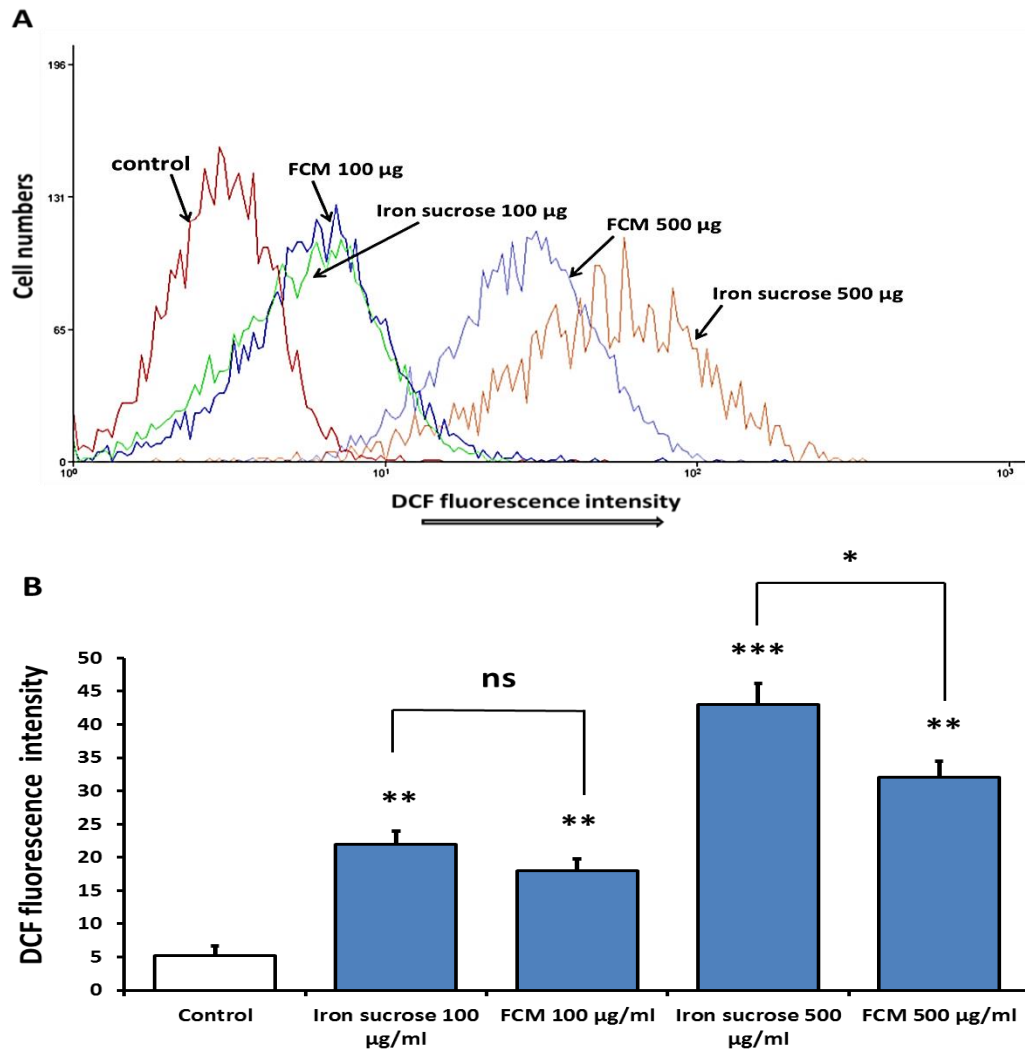 A
196
131
65
0
Cell numbers
control
FCM 100 µg
Iron sucrose 100 µg
FCM 500 µg
Iron sucrose 500 µg
10⁰
10¹
10²
10³
DCF fluorescence intensity
B
DCF fluorescence intensity
50
45
40
35
30
25
20
15
10
5
0
**
ns
**
***
*
**
Control
Iron sucrose 100
µg/ml
FCM 100 µg/ml
Iron sucrose 500
µg/ml
FCM 500 µg/ml